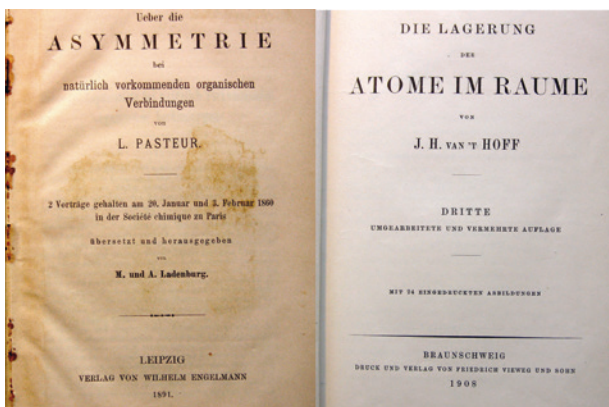 Ueber die
ASYMMETRIE
bei
natürlich vorkommenden organischen
Verbindungen
von
L. PASTEUR.
2 Vorträge gehalten am 20. Januar und 3. Februar 1860
in der Société chimique zu Paris
übersetzt und herausgegeben
von
M. und A. Ladenburg.
LEIPZIG
VERLAG VON WILHELM ENGELMANN
1891.
DIE LAGERUNG
DER
ATOME IM RAUME
VON
J. H. VAN 'T HOFF
DRITTE
UMGEARBEITETE UND VERMEHRTE AUFLAGE
MIT 24 EINGEDRUCKTEN ABBILDUNGEN
BRAUNSCHWEIG
DRUCK UND VERLAG VON FRIEDRICH VIEWEG UND SOHN
1908